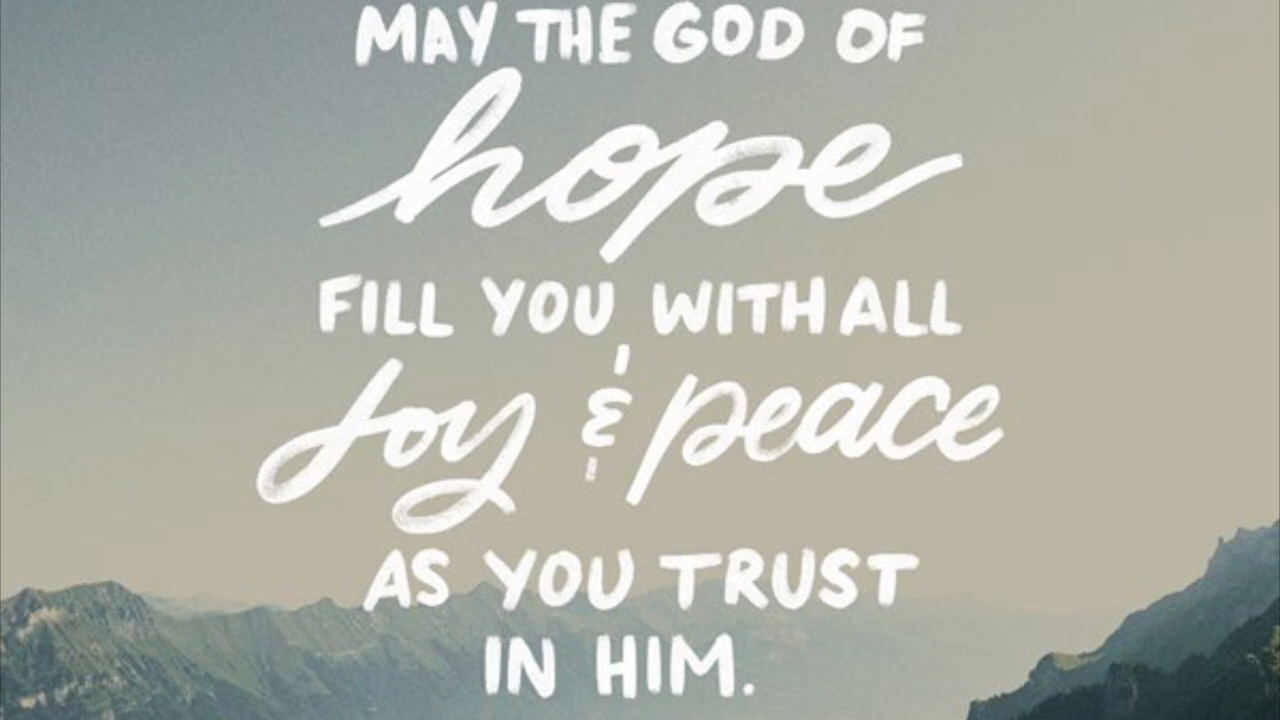 MAY THE GOD OF
hope
FILL YOU WITH ALL
Joy & peace
AS YOU TRUST
IN HIM.